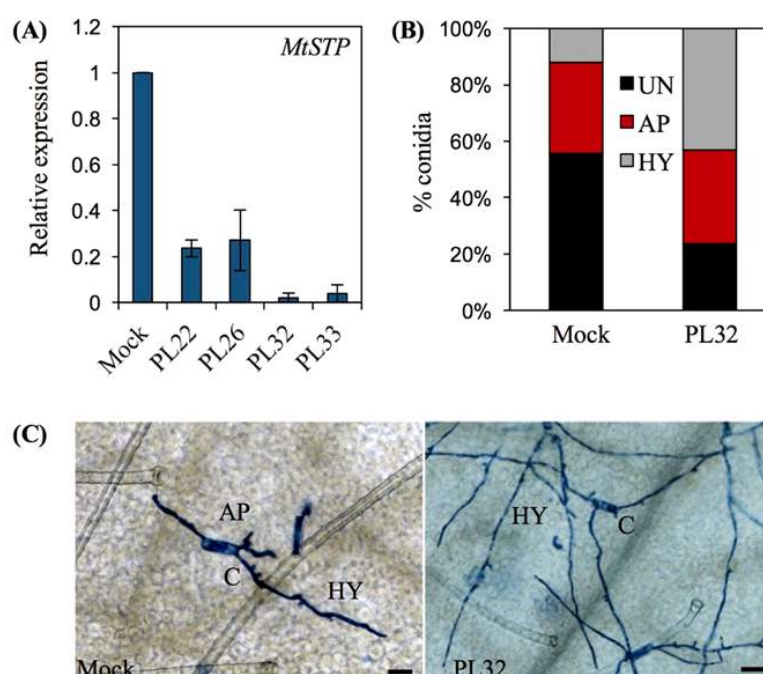 (A)
MtSTP
Relative expression
1.2
1
0.8
0.6
0.4
0.2
0
Mock
PL22
PL26
PL32
PL33
(B)
% conidia
100%
80%
60%
40%
20%
0%
UN
AP
HY
Mock
PL32
(C)
AP
C
HY
Mock
HY
C
PL32